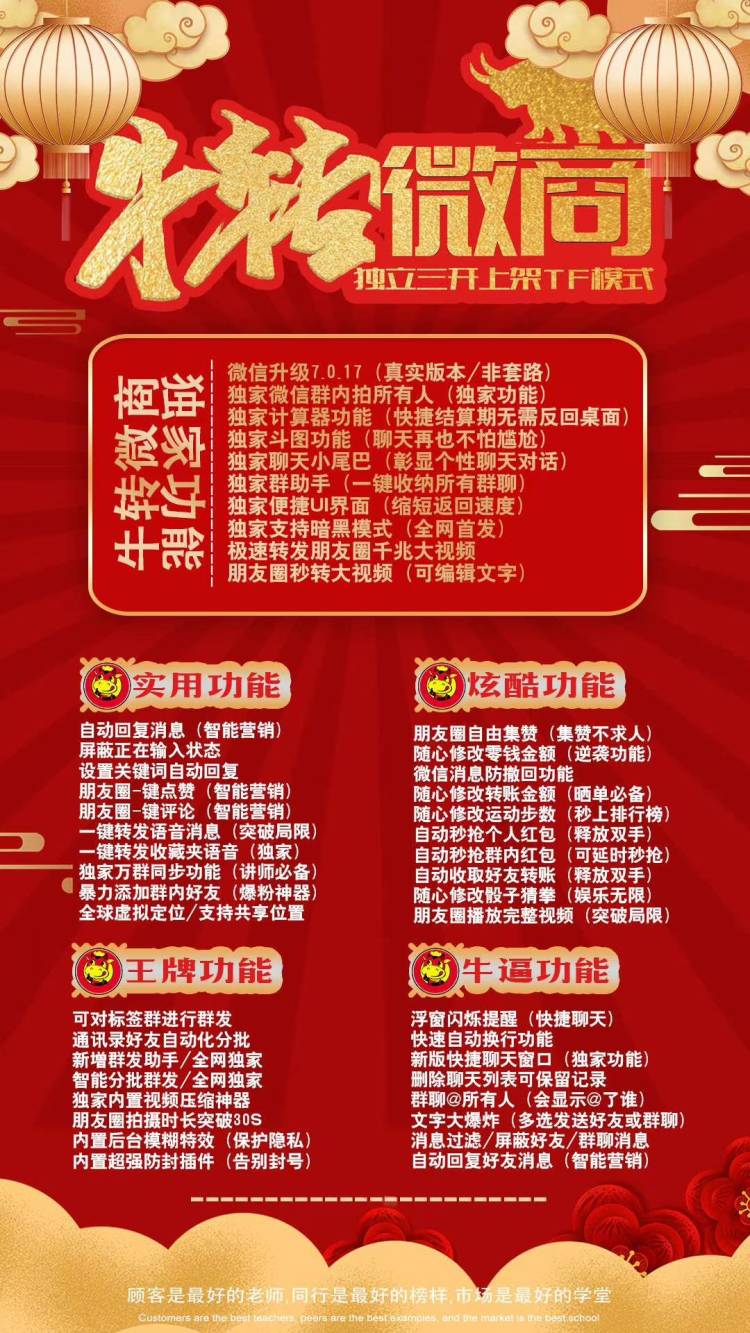 牛转微商
独立三开上架TF模式
牛转微商
独家功能
微信升级7.0.17（真实版本/非套路）
独家微信群内拍所有人（独家功能）
独家计算器功能（快捷结算期无需反回桌面）
独家斗图功能（聊天再也不怕尴尬）
独家聊天小尾巴（彰显个性聊天对话）
独家群助手（一键收纳所有群聊）
独家便捷UI界面（缩短返回速度）
独家支持暗黑模式（全网首发）
极速转发朋友圈千兆大视频
朋友圈秒转大视频（可编辑文字）
实用功能
自动回复消息（智能营销）
屏蔽正在输入状态
设置关键词自动回复
朋友圈-键点赞（智能营销）
朋友圈-键评论（智能营销）
一键转发语音消息（突破局限）
一键转发收藏夹语音（独家）
独家万群同步功能（讲师必备）
暴力添加群内好友（爆粉神器）
全球虚拟定位/支持共享位置
炫酷功能
朋友圈自由集赞（集赞不求人）
随心修改零钱金额（逆袭功能）
微信消息防撤回功能
随心修改转账金额（晒单必备）
随心修改运动步数（秒上排行榜）
自动秒抢个人红包（释放双手）
自动秒抢群内红包（可延时秒抢）
自动收取好友转账（释放双手）
随心修改骰子猜拳（娱乐无限）
朋友圈播放完整视频（突破局限）
王牌功能
可对标签群进行群发
通讯录好友自动化分批
新增群发助手/全网独家
智能分批群发/全网独家
独家内置视频压缩神器
朋友圈拍摄时长突破30S
内置后台模糊特效（保护隐私）
内置超强防封插件（告别封号）
牛逼功能
浮窗闪烁提醒（快捷聊天）
快速自动换行功能
新版快捷聊天窗口（独家功能）
删除聊天列表可保留记录
群聊@所有人（会显示@了谁）
文字大爆炸（多选发送好友或群聊）
消息过滤/屏蔽好友/群聊消息
自动回复好友消息（智能营销）
顾客是最好的老师,同行是最好的榜样,市场是最好的学堂
Customers are the best teachers, peers are the best examples, and the market is the best school